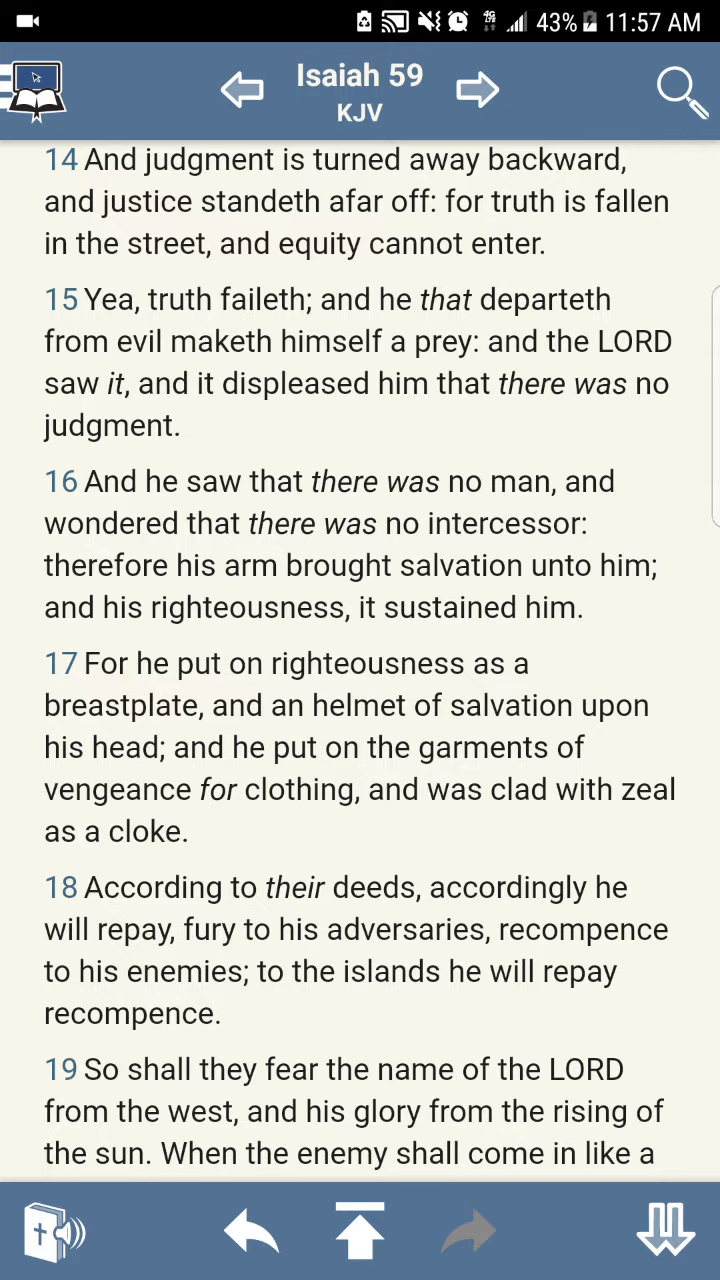 4G 43% 11:57 AM
Isaiah 59
KJV
14 And judgment is turned away backward,
and justice standeth afar off: for truth is fallen
in the street, and equity cannot enter.
15 Yea, truth faileth; and he that departeth
from evil maketh himself a prey: and the LORD
saw it, and it displeased him that there was no
judgment.
16 And he saw that there was no man, and
wondered that there was no intercessor:
therefore his arm brought salvation unto him;
and his righteousness, it sustained him.
17 For he put on righteousness as a
breastplate, and an helmet of salvation upon
his head; and he put on the garments of
vengeance for clothing, and was clad with zeal
as a cloke.
18 According to their deeds, accordingly he
will repay, fury to his adversaries, recompence
to his enemies; to the islands he will repay
recompence.
19 So shall they fear the name of the LORD
from the west, and his glory from the rising of
the sun. When the enemy shall come in like a